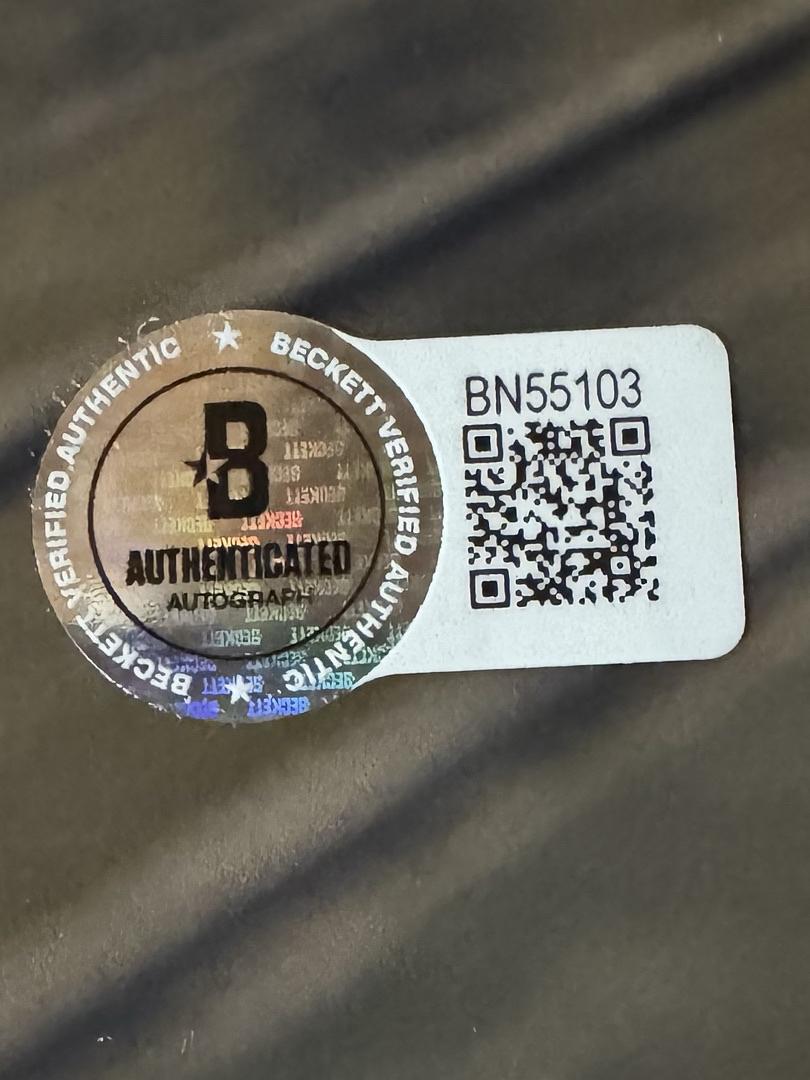 BECKETT VERIFIED AUTHENTIC ★ BECKETT VERIFIED AUTHENTIC ★
B
AUTHENTICATED
AUTOGRAPH
BN55103